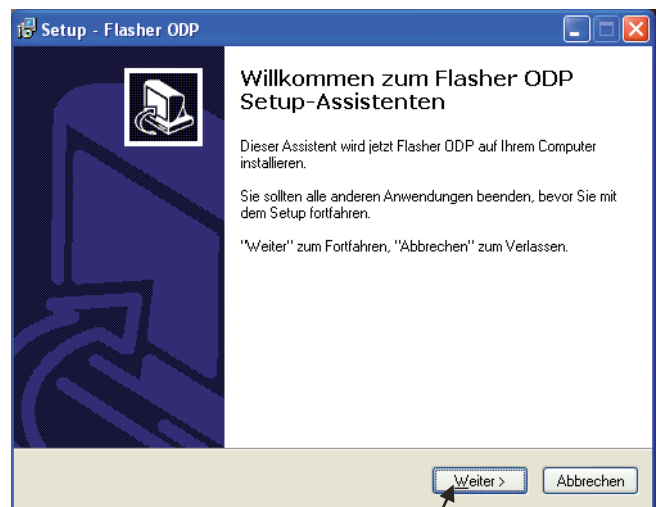 Setup - Flasher ODP
Willkommen zum Flasher ODP
Setup-Assistenten
Dieser Assistent wird jetzt Flasher ODP auf Ihrem Computer
installieren.
Sie sollten alle anderen Anwendungen beenden, bevor Sie mit
dem Setup fortfahren.
"Weiter" zum Fortfahren, "Abbrechen" zum Verlassen.
Weiter >
Abbrechen